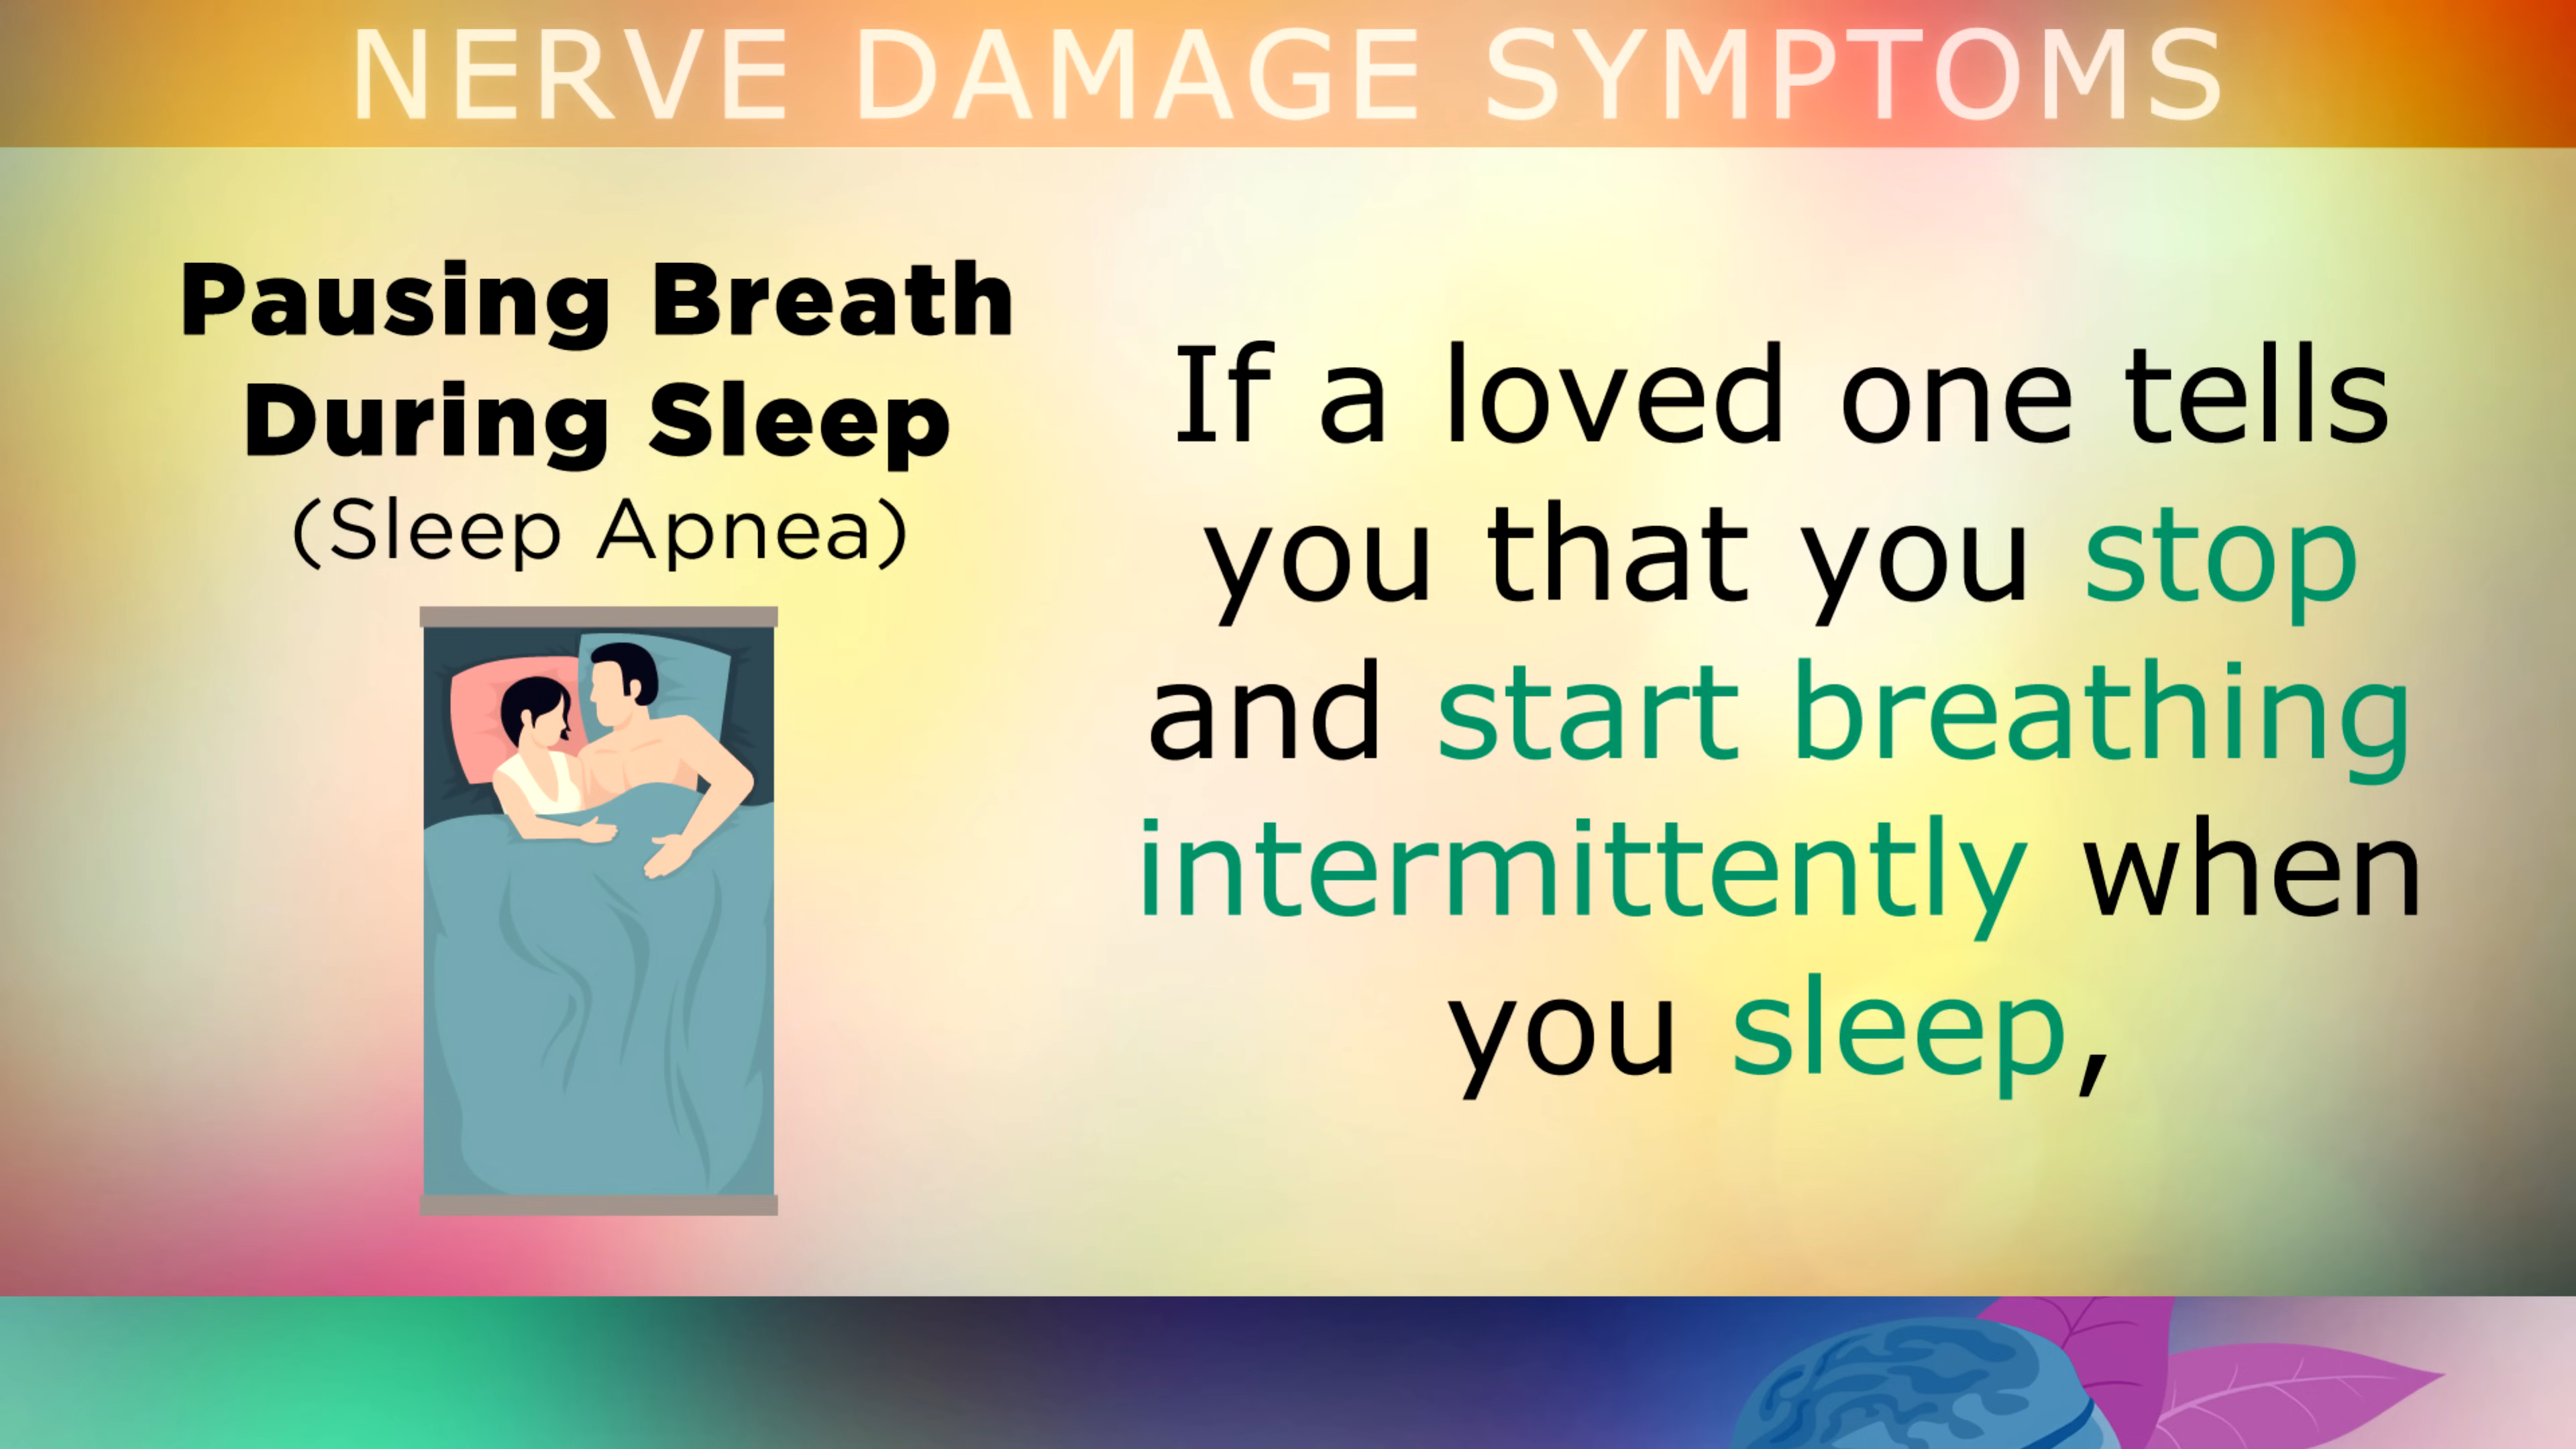 NERVE DAMAGE SYMPTOMS
Pausing Breath
During Sleep
(Sleep Apnea)
If a loved one tells
you that you stop
and start breathing
intermittently when
you sleep,